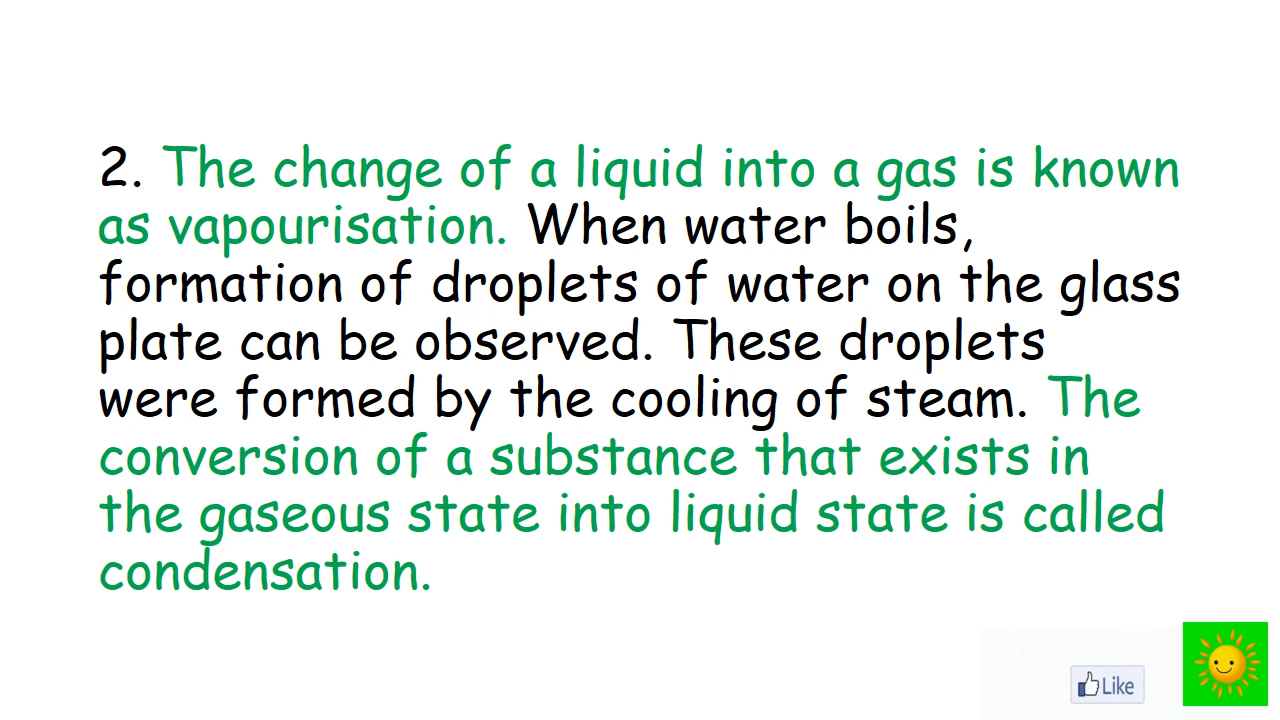 2. The change of a liquid into a gas is known
as vapourisation. When water boils,
formation of droplets of water on the glass
plate can be observed. These droplets
were formed by the cooling of steam. The
conversion of a substance that exists in
the gaseous state into liquid state is called
condensation.
Like